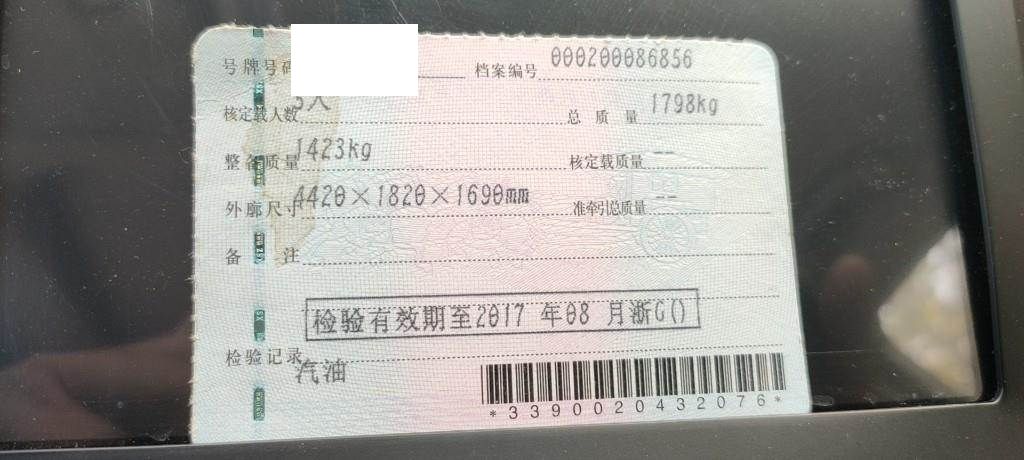 号牌号码 档案编号 000200086856
核定载人数 5人 总质量 1798kg
整备质量 1423kg 核定载质量 --
外廓尺寸 4420×1820×1690mm 准牵引总质量 --
备注
检验有效期至2017年08月浙G()
检验记录
汽油
*3390020432076*